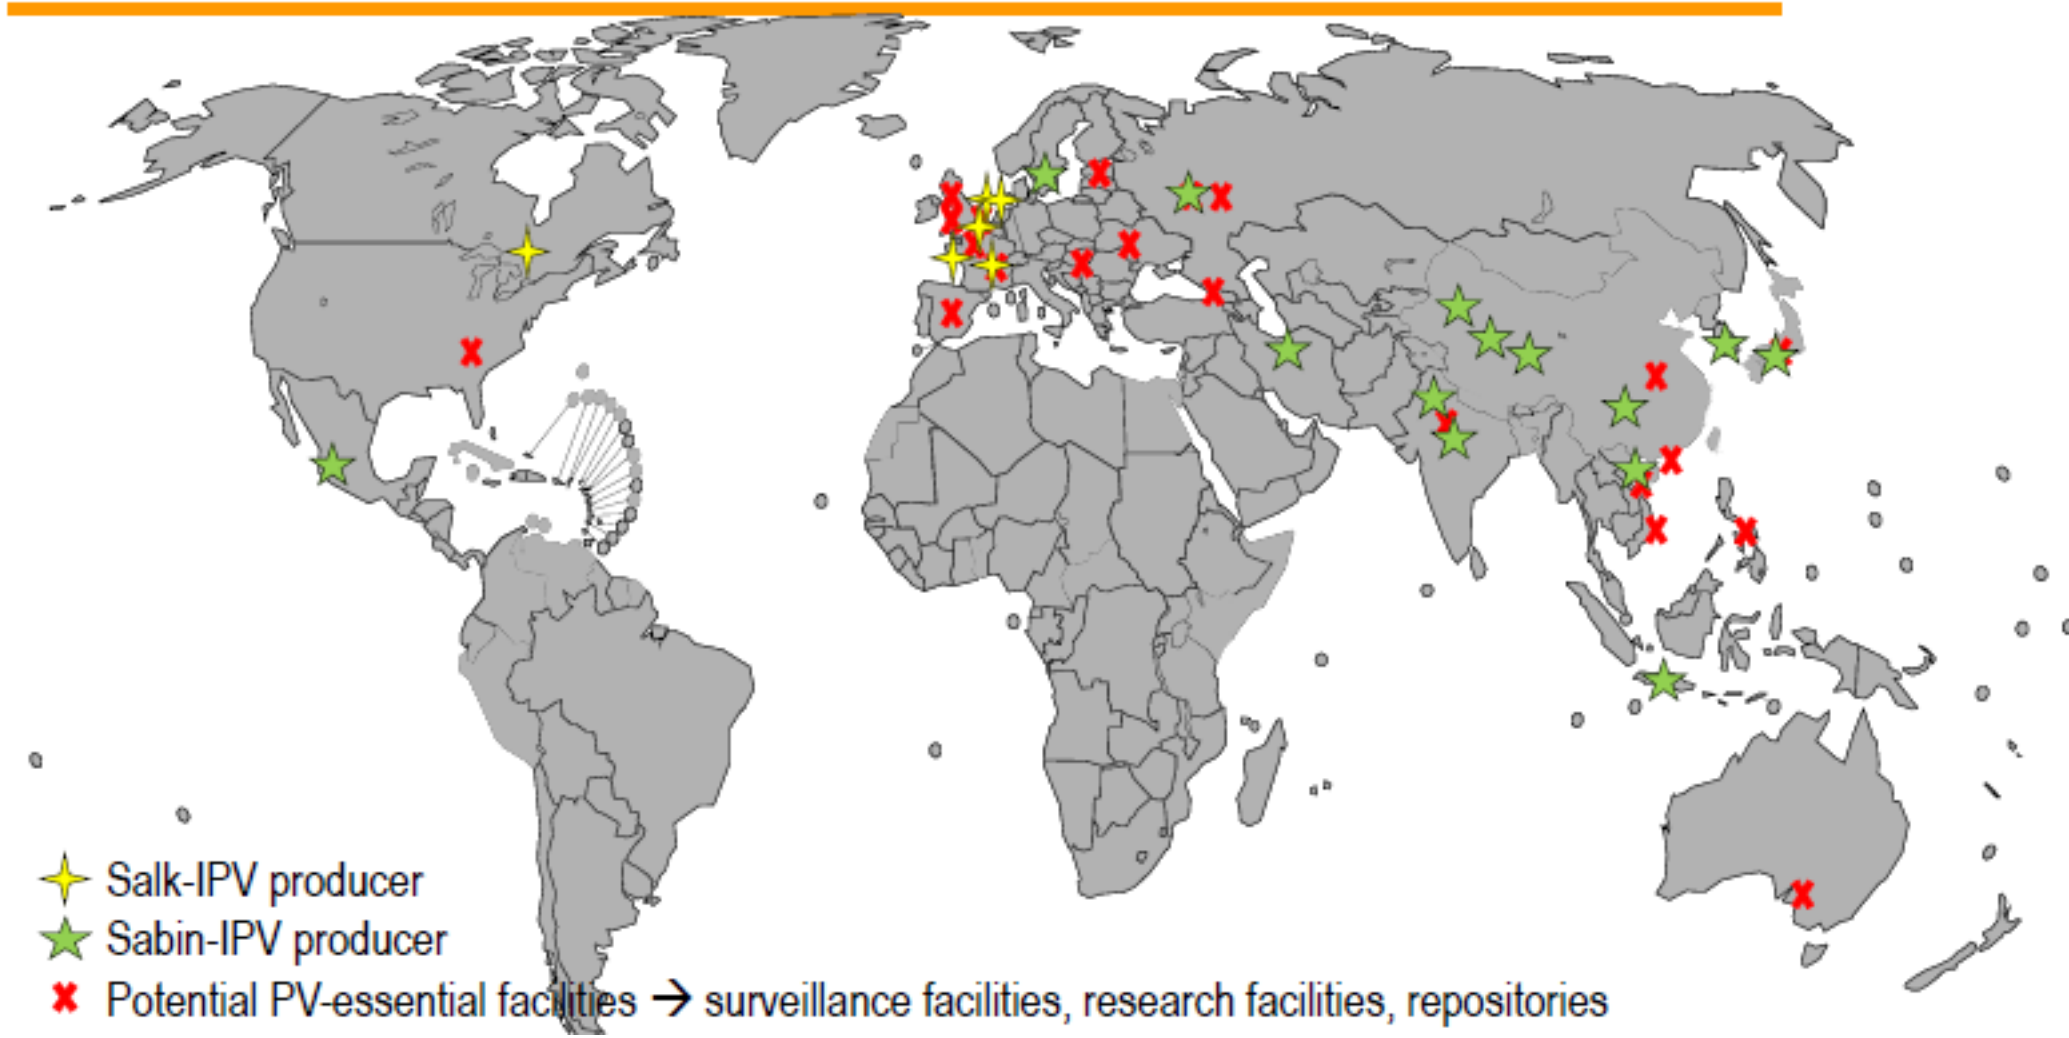 Salk-IPV producer
Sabin-IPV producer
Potential PV-essential facilities → surveillance facilities, research facilities, repositories